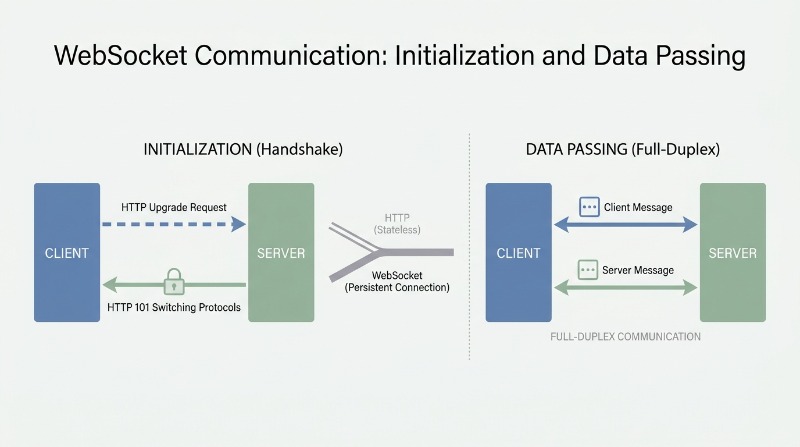 WebSocket Communication: Initialization and Data Passing
INITIALIZATION (Handshake)
CLIENT
HTTP Upgrade Request
HTTP 101 Switching Protocols
SERVER
HTTP
(Stateless)
WebSocket
(Persistent Connection)
DATA PASSING (Full-Duplex)
CLIENT
Client Message
Server Message
SERVER
FULL-DUPLEX COMMUNICATION